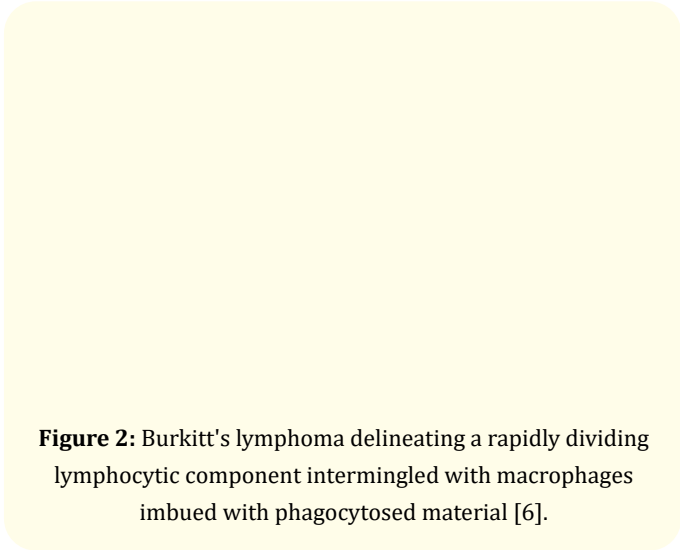 Figure 2: Burkitt's lymphoma delineating a rapidly dividing
lymphocytic component intermingled with macrophages
imbued with phagocytosed material [6].